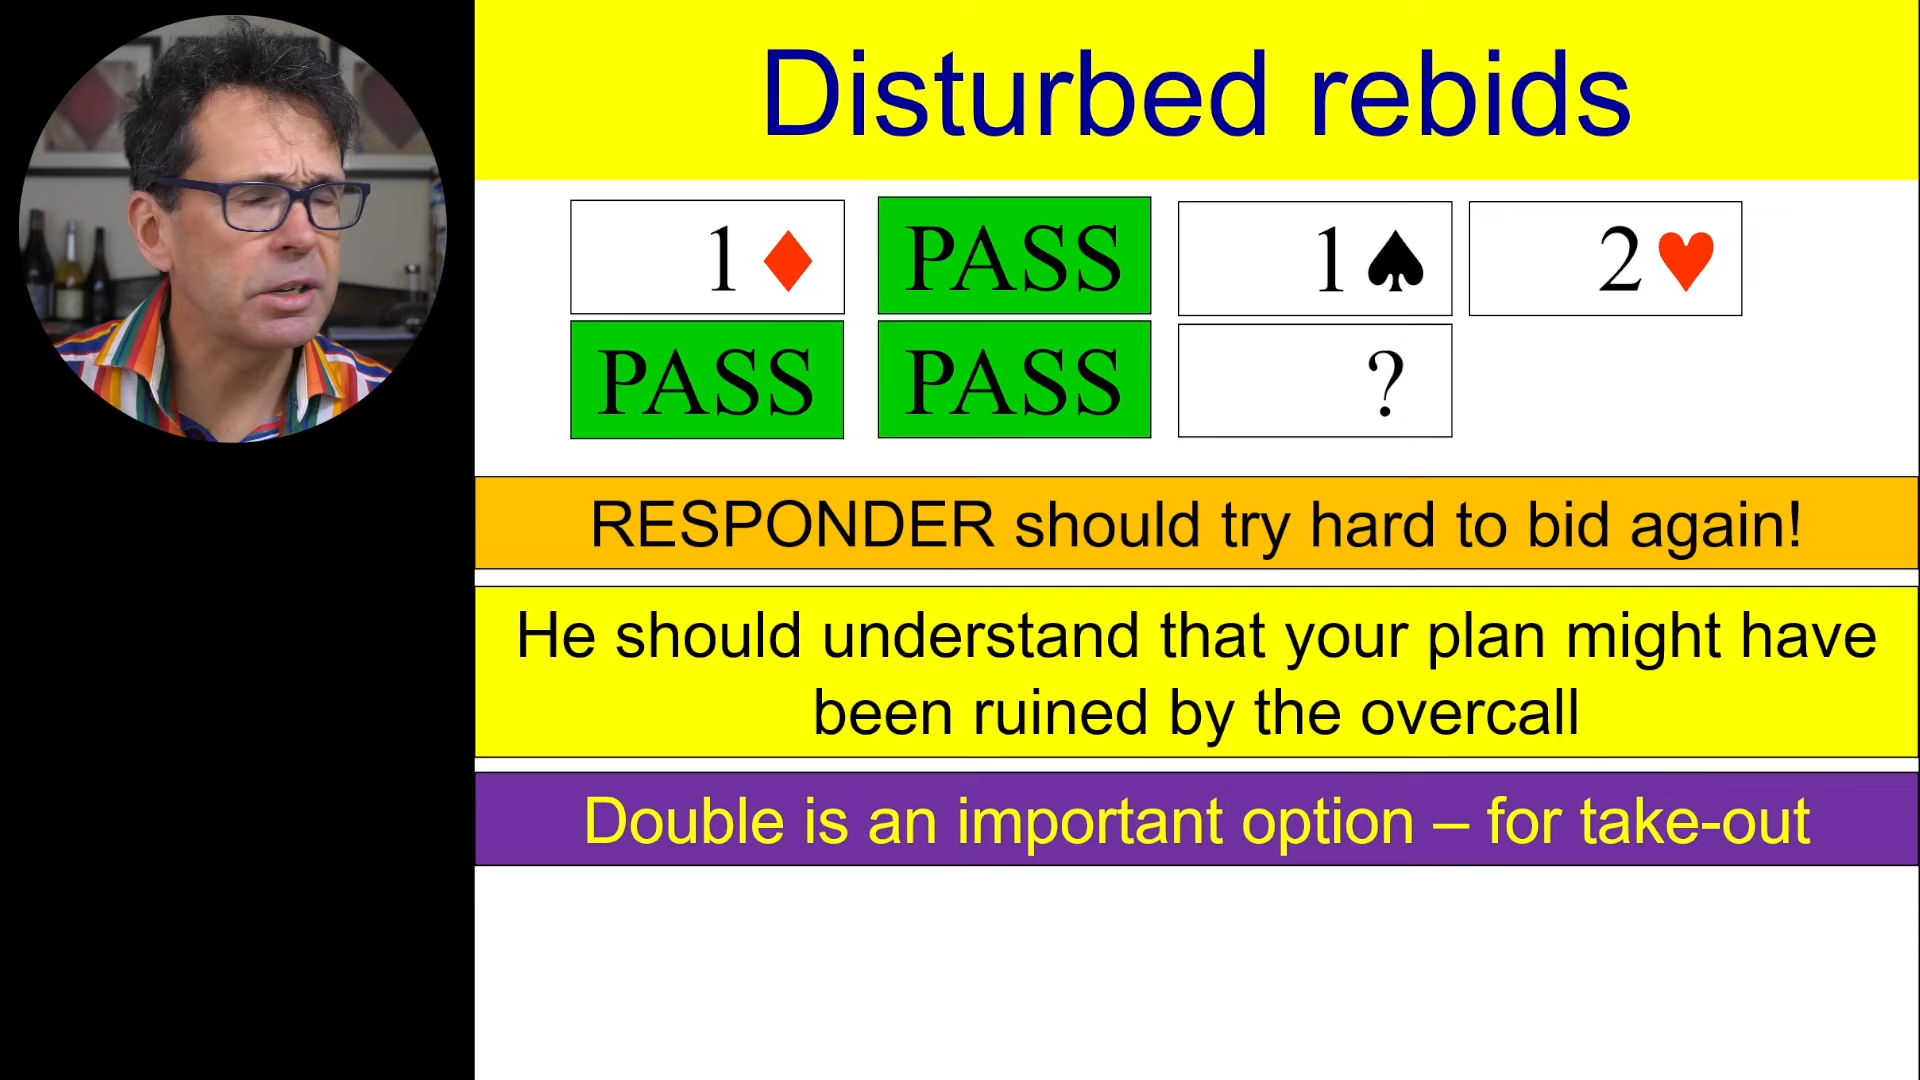 Disturbed rebids
1♦ PASS 1♠ 2♥
PASS PASS ?
RESPONDER should try hard to bid again!
He should understand that your plan might have
been ruined by the overcall
Double is an important option – for take-out